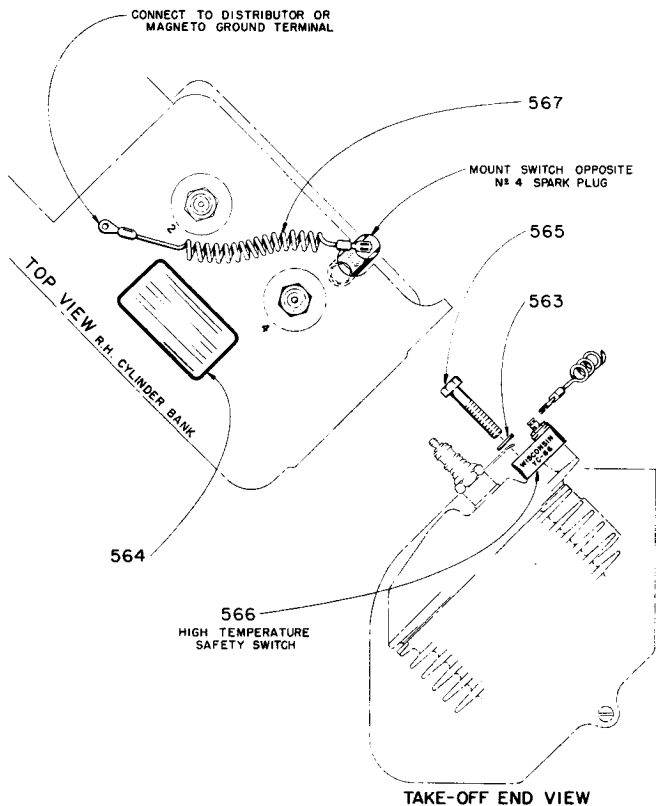 CONNECT TO DISTRIBUTOR OR
MAGNETO GROUND TERMINAL
567
MOUNT SWITCH OPPOSITE
Nº 4 SPARK PLUG
2
565
563
4
TOP VIEW R.H. CYLINDER BANK
WISCONSIN
564
566
HIGH TEMPERATURE
SAFETY SWITCH
TAKE-OFF END VIEW